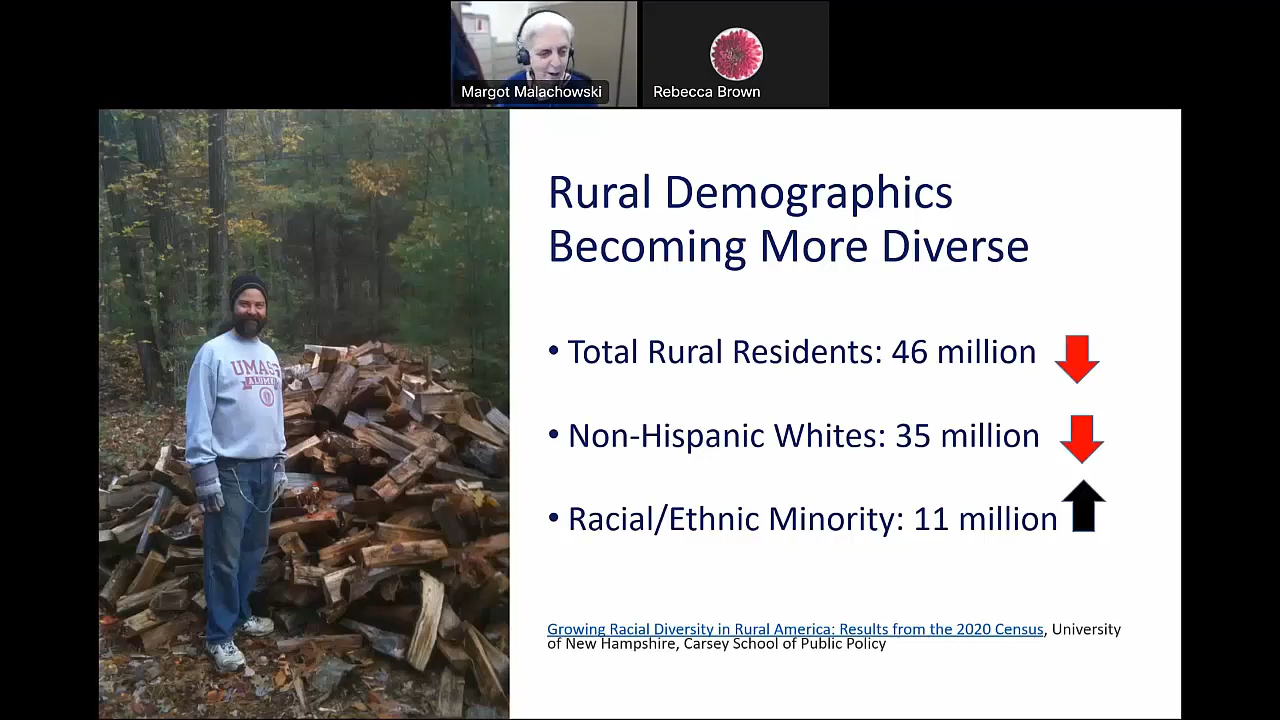 Margot Malachowski
Rebecca Brown
Rural Demographics
Becoming More Diverse
• Total Rural Residents: 46 million
• Non-Hispanic Whites: 35 million
• Racial/Ethnic Minority: 11 million
Growing Racial Diversity in Rural America: Results from the 2020 Census, University
of New Hampshire, Carsey School of Public Policy
UMASS
ALUMNI